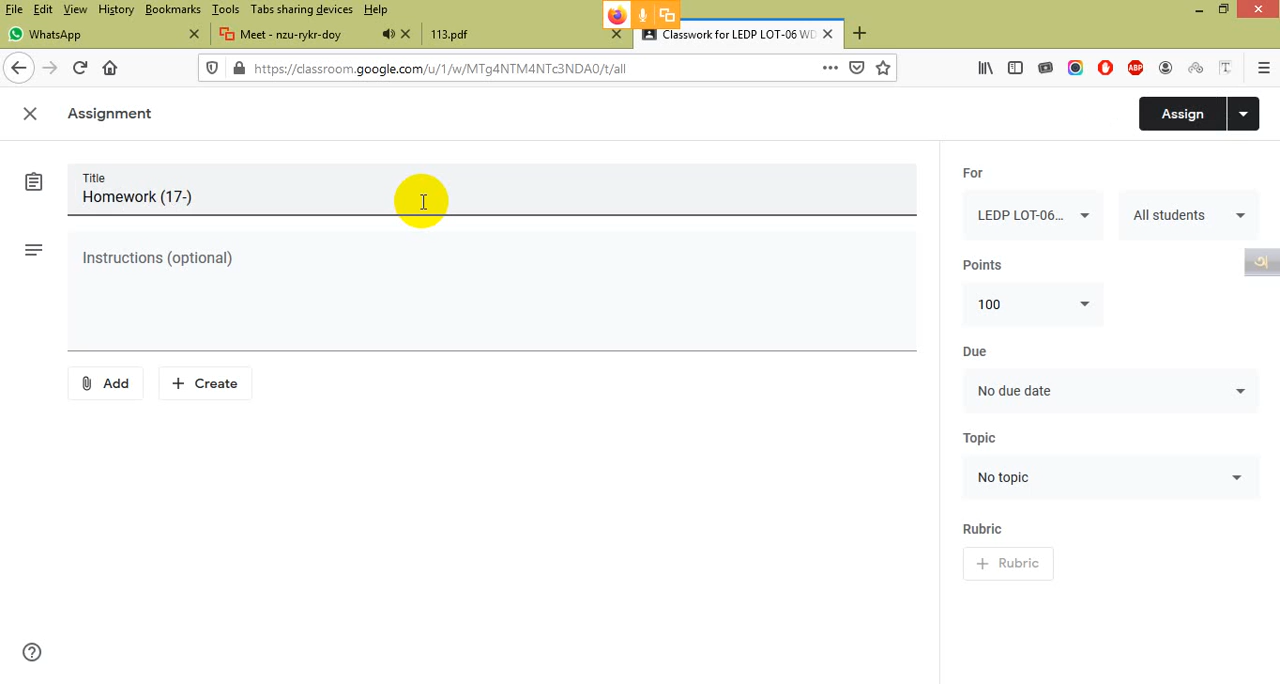 File Edit View History Bookmarks Tools Tabs sharing_devices Help
WhatsApp
Meet - nzu-rykr-doy
113.pdf
Classwork for LEDP LOT-06 WD
https://classroom.google.com/u/1/w/MTg4NTM4NTc3NDA0/t/all
ABP
Assignment
Assign
Title
Homework (17-)
Instructions (optional)
Add
Create
For
LEDP LOT-06...
All students
Points
100
Due
No due date
Topic
No topic
Rubric
Rubric